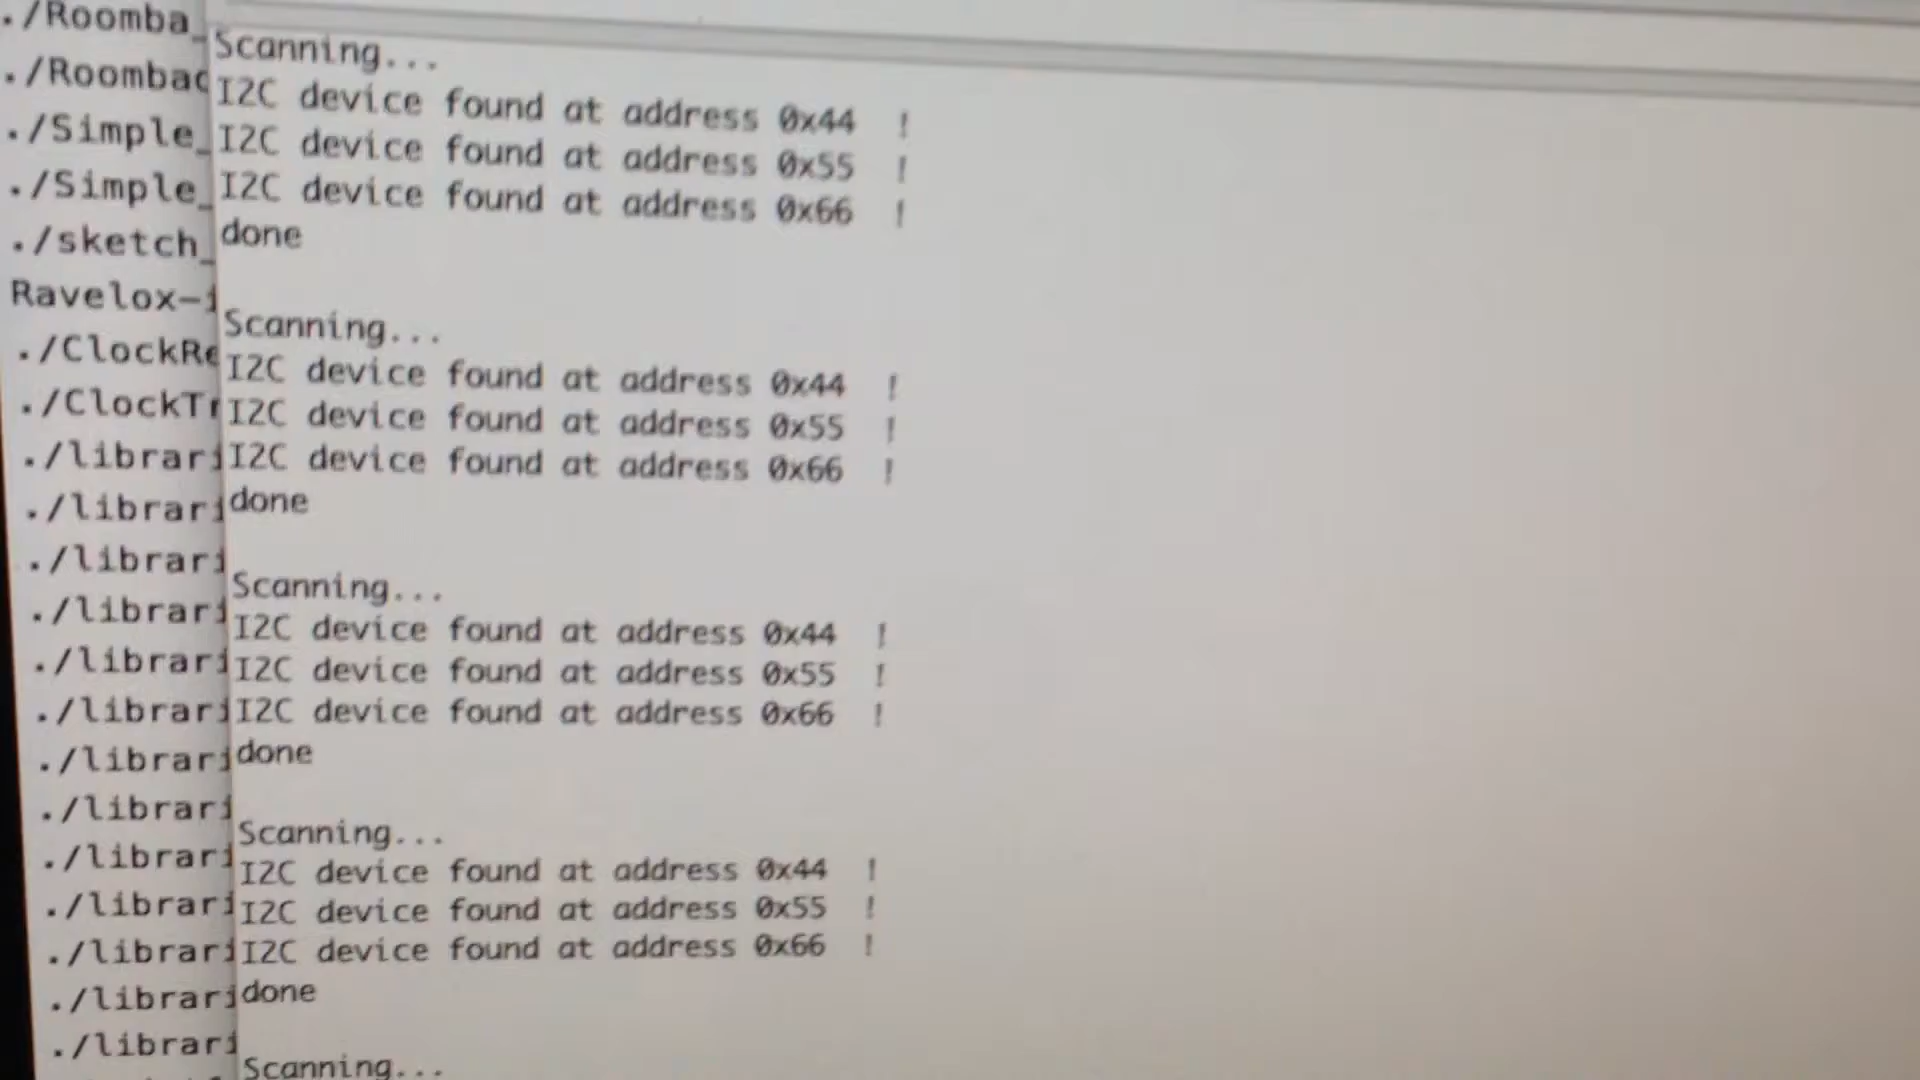 ./Roomba_
./Roombac
./Simple_
./Simple_
./sketch_
Ravelox-i
./ClockRe
./ClockTr
./librari
./librari
./librari
./librari
./librari
./librari
./librari
./librari
./librari
./librari
./librari
./librari
./librari
Scanning...
I2C device found at address 0x44  !
I2C device found at address 0x55  !
I2C device found at address 0x66  !
done
Scanning...
I2C device found at address 0x44  !
I2C device found at address 0x55  !
I2C device found at address 0x66  !
done
Scanning...
I2C device found at address 0x44  !
I2C device found at address 0x55  !
I2C device found at address 0x66  !
done
Scanning...
I2C device found at address 0x44  !
I2C device found at address 0x55  !
I2C device found at address 0x66  !
done
Scanning...